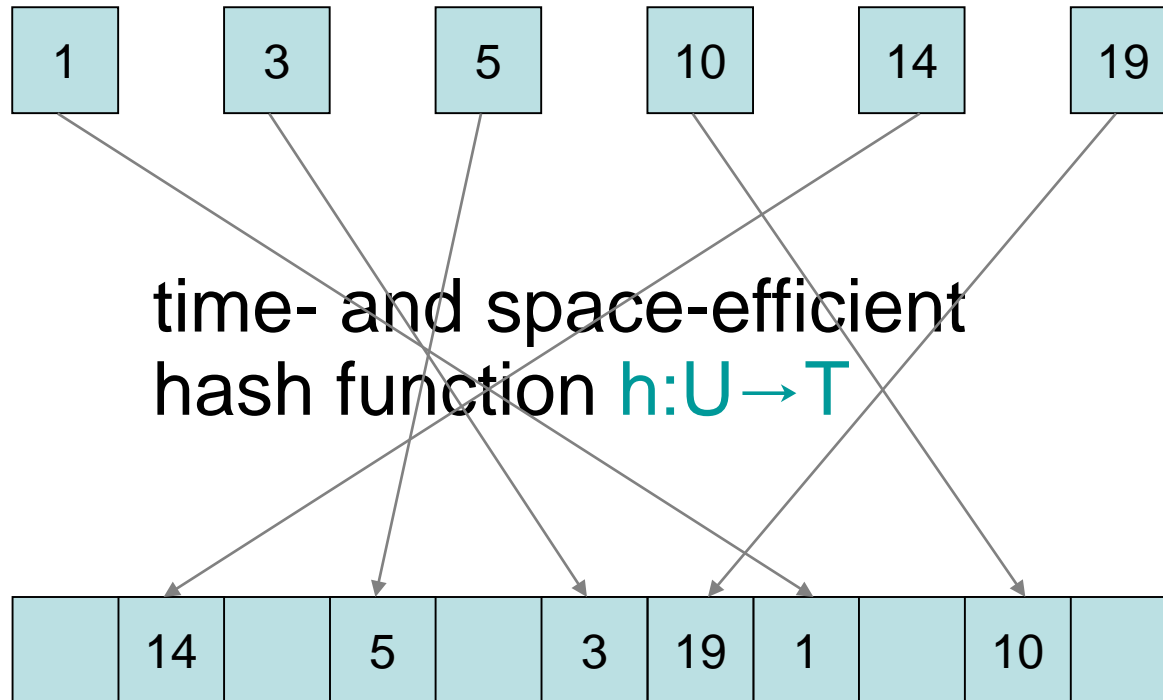 1 3 5 10 14 19
time- and space-efficient
hash function h:U→T
14 5 3 19 1 10